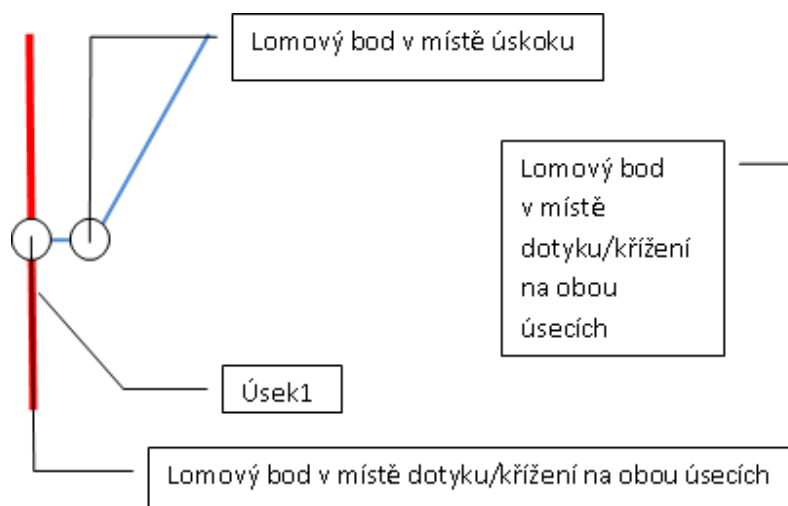 Lomový bod v místě úskoku
Lomový bod
v místě
dotyku/křížení
na obou
úsecích
Úsek1
Lomový bod v místě dotyku/křížení na obou úsecích